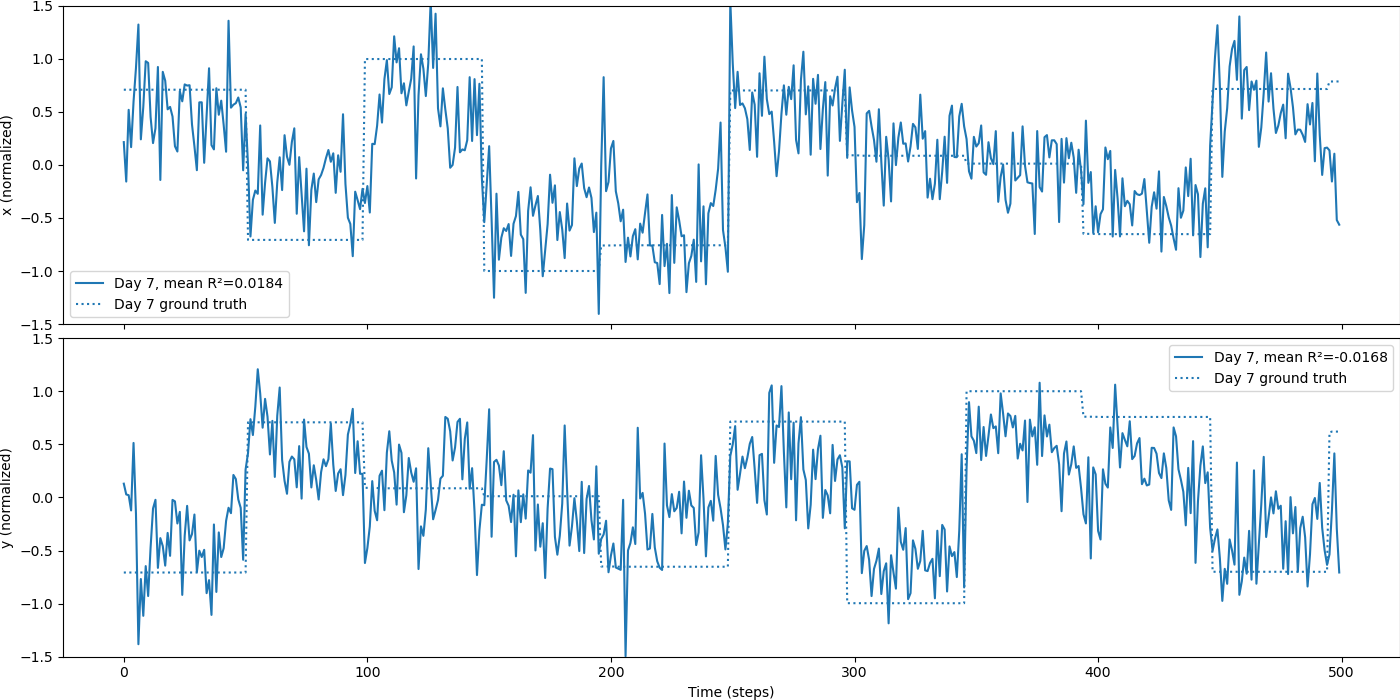 1.5
1.0
0.5
0.0
−0.5
−1.0
−1.5
x (normalized)
Day 7, mean R²=0.0184
Day 7 ground truth
1.5
1.0
0.5
0.0
−0.5
−1.0
−1.5
y (normalized)
Day 7, mean R²=-0.0168
Day 7 ground truth
0 100 200 300 400 500
Time (steps)